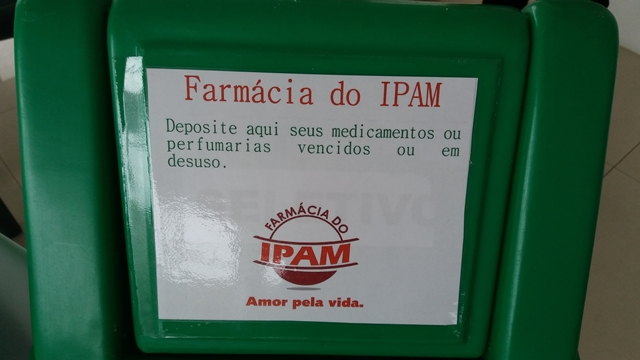 Farmácia do IPAM
Deposite aqui seus medicamentos ou
perfumarias vencidos ou em
desuso.
SELETIVO
FARMÁCIA DO
IPAM
Amor pela vida.